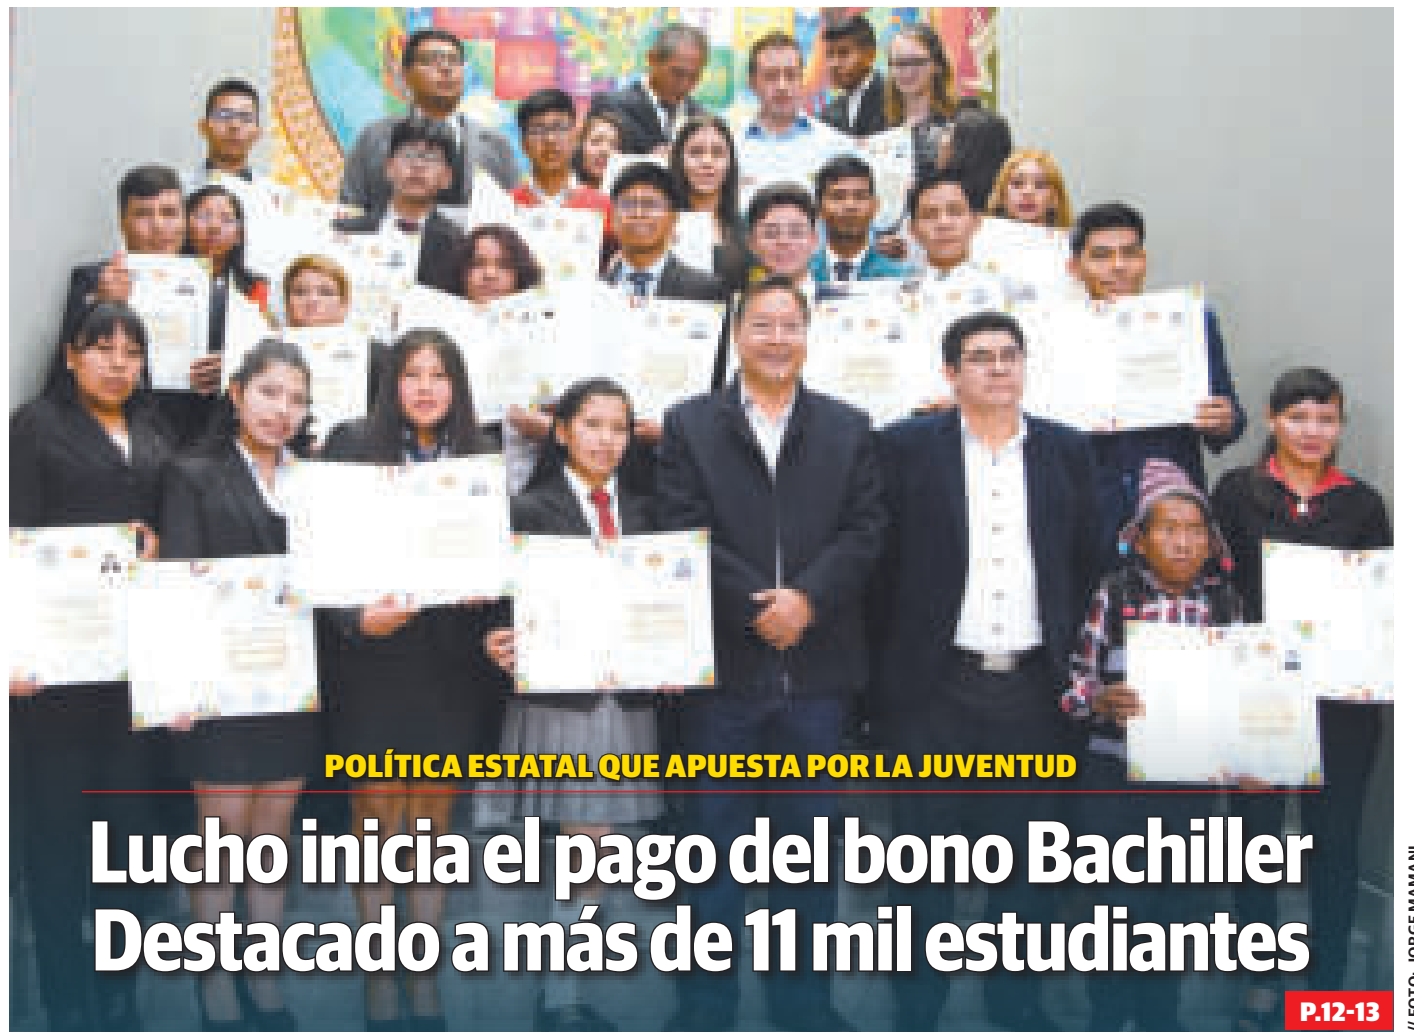 POLÍTICA ESTATAL QUE APUESTA POR LA JUVENTUD
Lucho inicia el pago del bono Bachiller
Destacado a más de 11 mil estudiantes
P.12-13
// FOTO: JORGE MAMANI